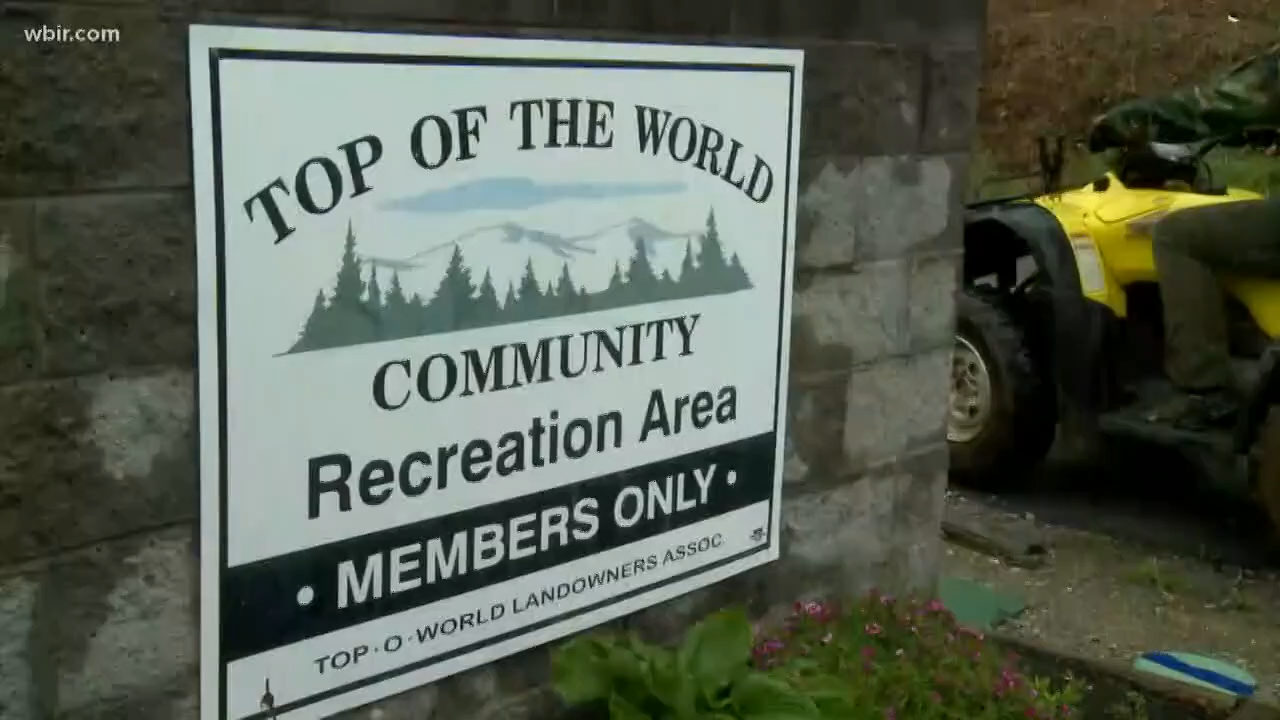 wbir.com
TOP OF THE WORLD
COMMUNITY
Recreation Area
• MEMBERS ONLY •
TOP·O·WORLD LANDOWNERS ASSOC.